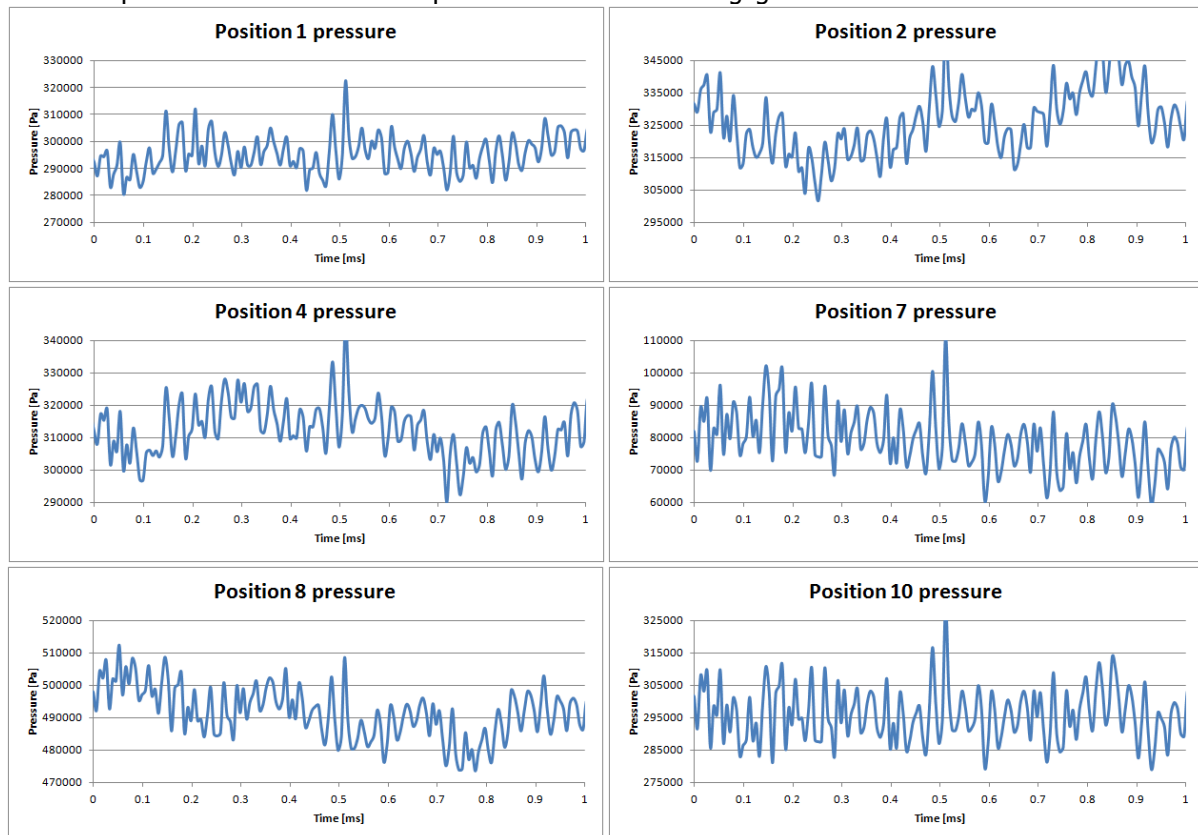 Position 1 pressure
330000
320000
310000
300000
290000
280000
270000
Pressure [Pa]
0 0.1 0.2 0.3 0.4 0.5 0.6 0.7 0.8 0.9 1
Time [ms]
Position 2 pressure
345000
335000
325000
315000
305000
295000
Pressure [Pa]
0 0.1 0.2 0.3 0.4 0.5 0.6 0.7 0.8 0.9 1
Time [ms]
Position 4 pressure
340000
330000
320000
310000
300000
290000
Pressure [Pa]
0 0.1 0.2 0.3 0.4 0.5 0.6 0.7 0.8 0.9 1
Time [ms]
Position 7 pressure
110000
100000
90000
80000
70000
60000
Pressure [Pa]
0 0.1 0.2 0.3 0.4 0.5 0.6 0.7 0.8 0.9 1
Time [ms]
Position 8 pressure
520000
510000
500000
490000
480000
470000
Pressure [Pa]
0 0.1 0.2 0.3 0.4 0.5 0.6 0.7 0.8 0.9 1
Time [ms]
Position 10 pressure
325000
315000
305000
295000
285000
275000
Pressure [Pa]
0 0.1 0.2 0.3 0.4 0.5 0.6 0.7 0.8 0.9 1
Time [ms]